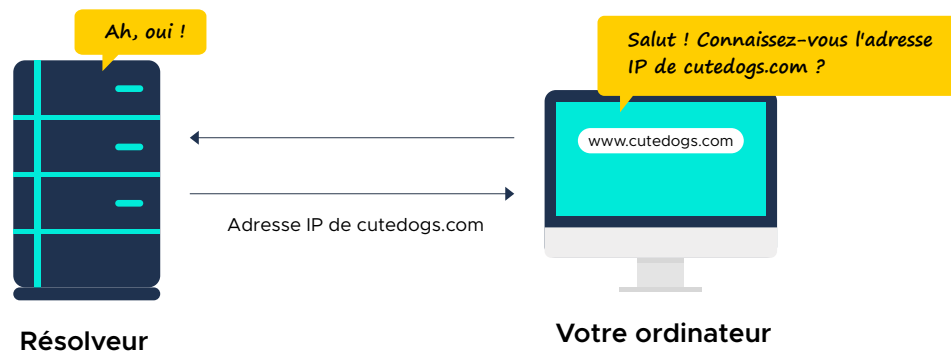 Ah, oui !
Salut ! Connaissez-vous l'adresse
IP de cutedogs.com ?
www.cutedogs.com
Adresse IP de cutedogs.com
Résolveur
Votre ordinateur